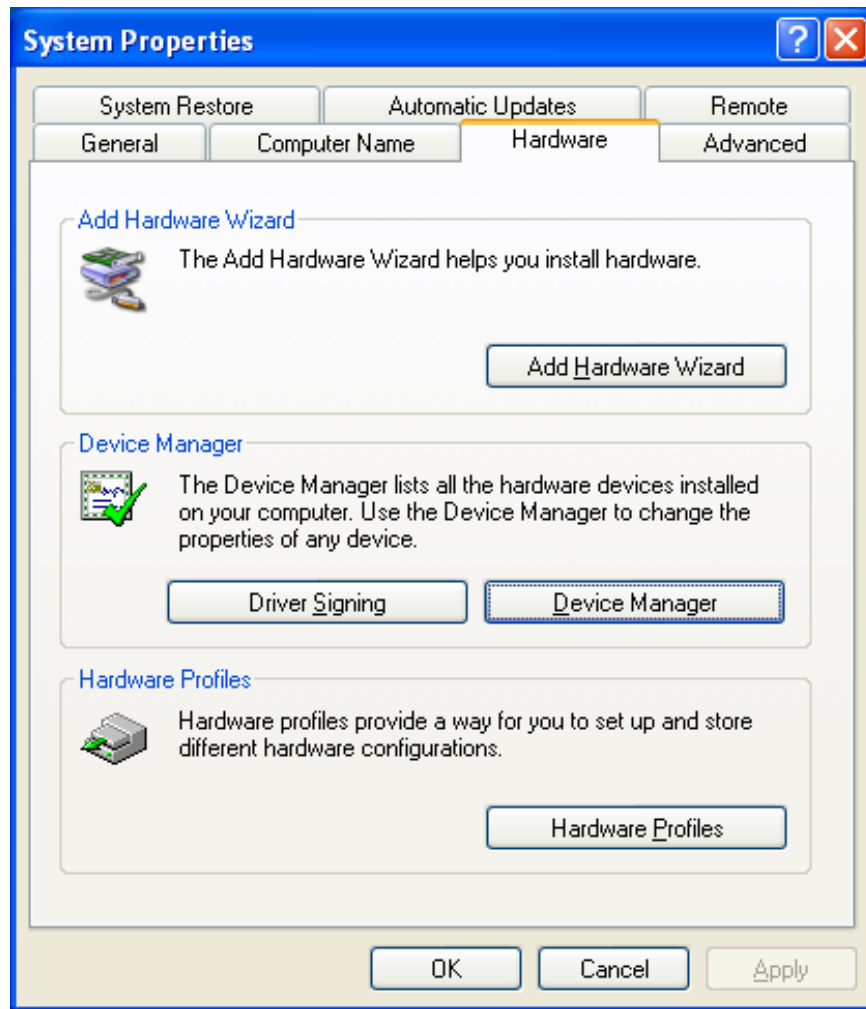 System Properties
?
System Restore
Automatic Updates
Remote
General
Computer Name
Hardware
Advanced
Add Hardware Wizard
The Add Hardware Wizard helps you install hardware.
Add Hardware Wizard
Device Manager
The Device Manager lists all the hardware devices installed
on your computer. Use the Device Manager to change the
properties of any device.
Driver Signing
Device Manager
Hardware Profiles
Hardware profiles provide a way for you to set up and store
different hardware configurations.
Hardware Profiles
OK
Cancel
Apply